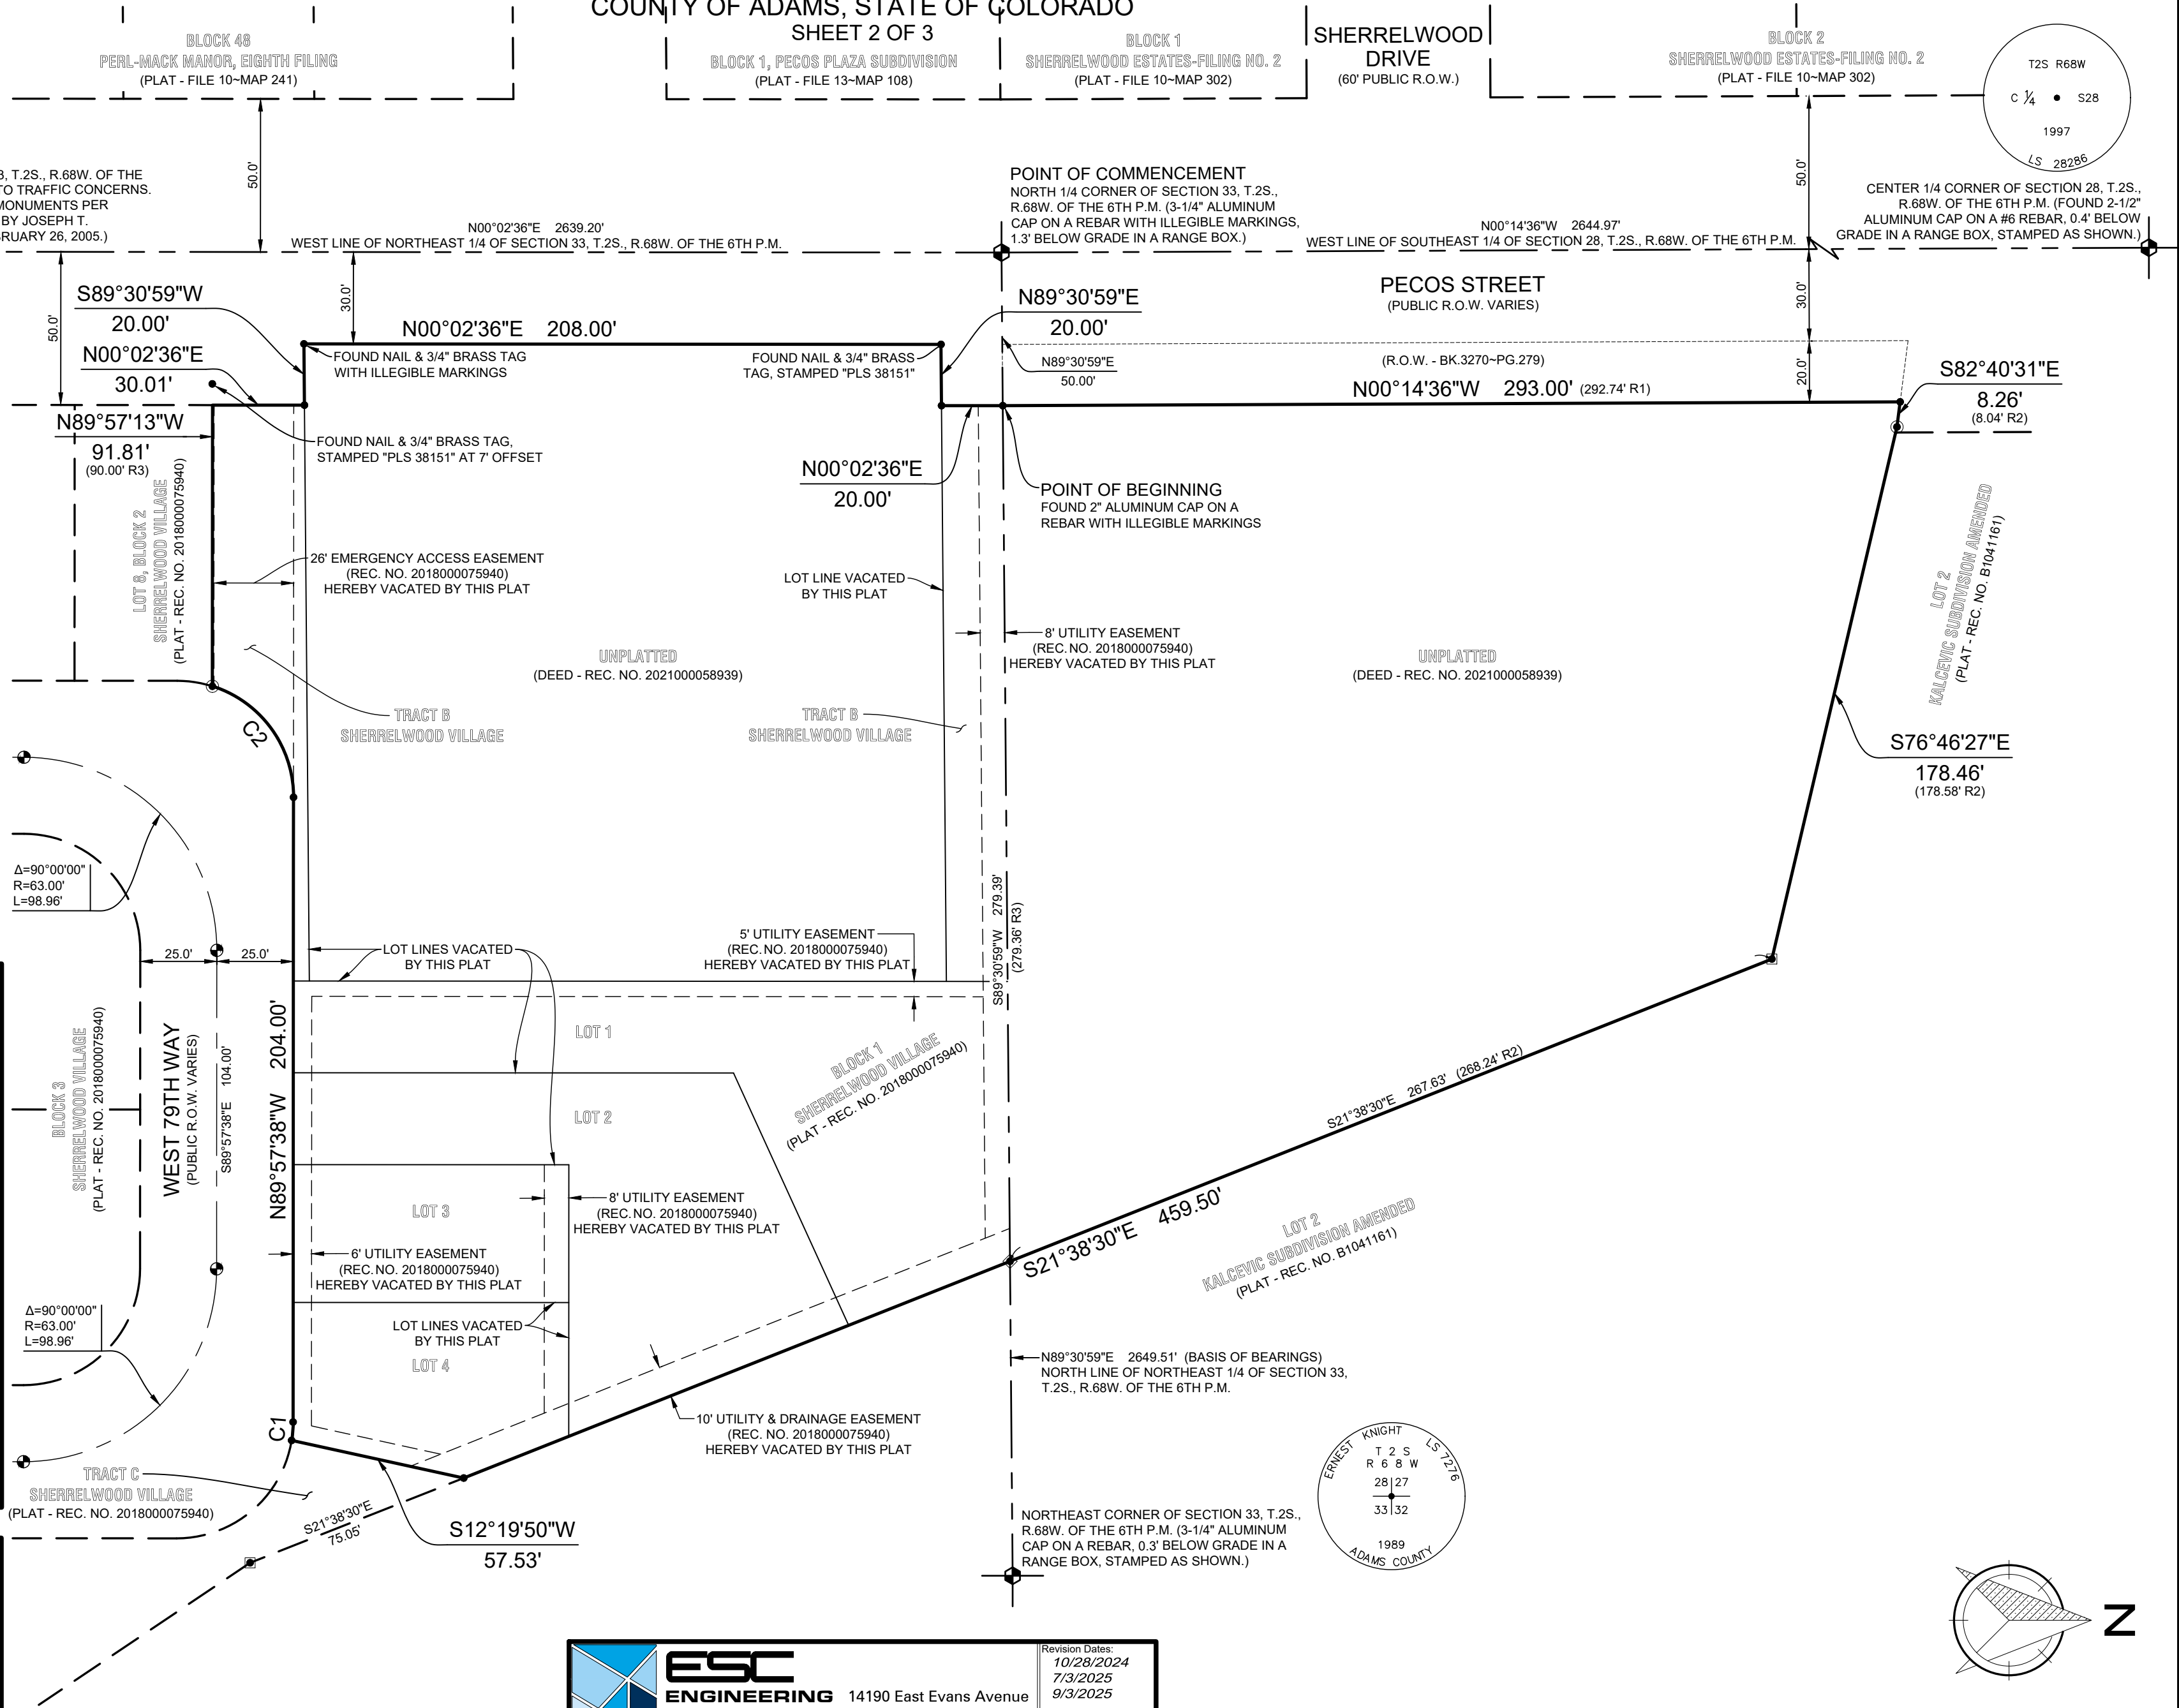 COUNTY OF ADAMS, STATE OF COLORADO
SHEET 2 OF 3
BLOCK 48
PERL-MACK MANOR, EIGHTH FILING
(PLAT - FILE 10~MAP 241)
BLOCK 1, PECOS PLAZA SUBDIVISION
(PLAT - FILE 13~MAP 108)
BLOCK 1
SHERRELWOOD ESTATES-FILING NO. 2
(PLAT - FILE 10~MAP 302)
SHERRELWOOD
DRIVE
(60' PUBLIC R.O.W.)
BLOCK 2
SHERRELWOOD ESTATES-FILING NO. 2
(PLAT - FILE 10~MAP 302)
T2S R68W
C 1/4 S28
1997
LS 28286
50.0'
50.0'
3, T.2S., R.68W. OF THE
TO TRAFFIC CONCERNS.
MONUMENTS PER
BY JOSEPH T.
RUARY 26, 2005.)
POINT OF COMMENCEMENT
NORTH 1/4 CORNER OF SECTION 33, T.2S.,
R.68W. OF THE 6TH P.M. (3-1/4" ALUMINUM
CAP ON A REBAR WITH ILLEGIBLE MARKINGS,
1.3' BELOW GRADE IN A RANGE BOX.)
CENTER 1/4 CORNER OF SECTION 28, T.2S.,
R.68W. OF THE 6TH P.M. (FOUND 2-1/2"
ALUMINUM CAP ON A #6 REBAR, 0.4' BELOW
GRADE IN A RANGE BOX, STAMPED AS SHOWN.)
N00°02'36"E 2639.20'
WEST LINE OF NORTHEAST 1/4 OF SECTION 33, T.2S., R.68W. OF THE 6TH P.M.
N00°14'36"W 2644.97'
WEST LINE OF SOUTHEAST 1/4 OF SECTION 28, T.2S., R.68W. OF THE 6TH P.M.
PECOS STREET
(PUBLIC R.O.W. VARIES)
50.0'
30.0'
30.0'
20.0'
S89°30'59"W
20.00'
N00°02'36"E
30.01'
N00°02'36"E 208.00'
N89°30'59"E
20.00'
FOUND NAIL & 3/4" BRASS TAG
WITH ILLEGIBLE MARKINGS
FOUND NAIL & 3/4" BRASS
TAG, STAMPED "PLS 38151"
N89°30'59"E
50.00'
(R.O.W. - BK.3270~PG.279)
N00°14'36"W 293.00' (292.74' R1)
S82°40'31"E
8.26'
(8.04' R2)
N89°57'13"W
91.81'
(90.00' R3)
FOUND NAIL & 3/4" BRASS TAG,
STAMPED "PLS 38151" AT 7' OFFSET
N00°02'36"E
20.00'
POINT OF BEGINNING
FOUND 2" ALUMINUM CAP ON A
REBAR WITH ILLEGIBLE MARKINGS
LOT 8, BLOCK 2
SHERRELWOOD VILLAGE
(PLAT - REC. NO. 2018000075940)
26' EMERGENCY ACCESS EASEMENT
(REC. NO. 2018000075940)
HEREBY VACATED BY THIS PLAT
LOT LINE VACATED
BY THIS PLAT
8' UTILITY EASEMENT
(REC. NO. 2018000075940)
HEREBY VACATED BY THIS PLAT
LOT 2
KALCEVIC SUBDIVISION AMENDED
(PLAT - REC. NO. B1041161)
UNPLATTED
(DEED - REC. NO. 2021000058939)
UNPLATTED
(DEED - REC. NO. 2021000058939)
TRACT B
SHERRELWOOD VILLAGE
TRACT B
SHERRELWOOD VILLAGE
C2
S76°46'27"E
178.46'
(178.58' R2)
Δ=90°00'00"
R=63.00'
L=98.96'
25.0'
25.0'
LOT LINES VACATED
BY THIS PLAT
5' UTILITY EASEMENT
(REC. NO. 2018000075940)
HEREBY VACATED BY THIS PLAT
S89°30'59"W 279.39'
(279.36' R3)
BLOCK 3
SHERRELWOOD VILLAGE
(PLAT - REC. NO. 2018000075940)
WEST 79TH WAY
(PUBLIC R.O.W. VARIES)
S89°57'38"E 104.00'
N89°57'38"W 204.00'
LOT 1
LOT 2
BLOCK 1
SHERRELWOOD VILLAGE
(PLAT - REC. NO. 2018000075940)
S21°38'30"E 267.63' (268.24' R2)
LOT 3
8' UTILITY EASEMENT
(REC. NO. 2018000075940)
HEREBY VACATED BY THIS PLAT
6' UTILITY EASEMENT
(REC. NO. 2018000075940)
HEREBY VACATED BY THIS PLAT
S21°38'30"E 459.50'
LOT 2
KALCEVIC SUBDIVISION AMENDED
(PLAT - REC. NO. B1041161)
Δ=90°00'00"
R=63.00'
L=98.96'
LOT LINES VACATED
BY THIS PLAT
LOT 4
N89°30'59"E 2649.51' (BASIS OF BEARINGS)
NORTH LINE OF NORTHEAST 1/4 OF SECTION 33,
T.2S., R.68W. OF THE 6TH P.M.
C1
10' UTILITY & DRAINAGE EASEMENT
(REC. NO. 2018000075940)
HEREBY VACATED BY THIS PLAT
TRACT C
SHERRELWOOD VILLAGE
(PLAT - REC. NO. 2018000075940)
S21°38'30"E
75.05'
S12°19'50"W
57.53'
NORTHEAST CORNER OF SECTION 33, T.2S.,
R.68W. OF THE 6TH P.M. (3-1/4" ALUMINUM
CAP ON A REBAR, 0.3' BELOW GRADE IN A
RANGE BOX, STAMPED AS SHOWN.)
ERNEST KNIGHT LS 7276
T 2 S
R 6 8 W
28 27
33 32
1989
ADAMS COUNTY
N
ESC
ENGINEERING
14190 East Evans Avenue
Revision Dates:
10/28/2024
7/3/2025
9/3/2025